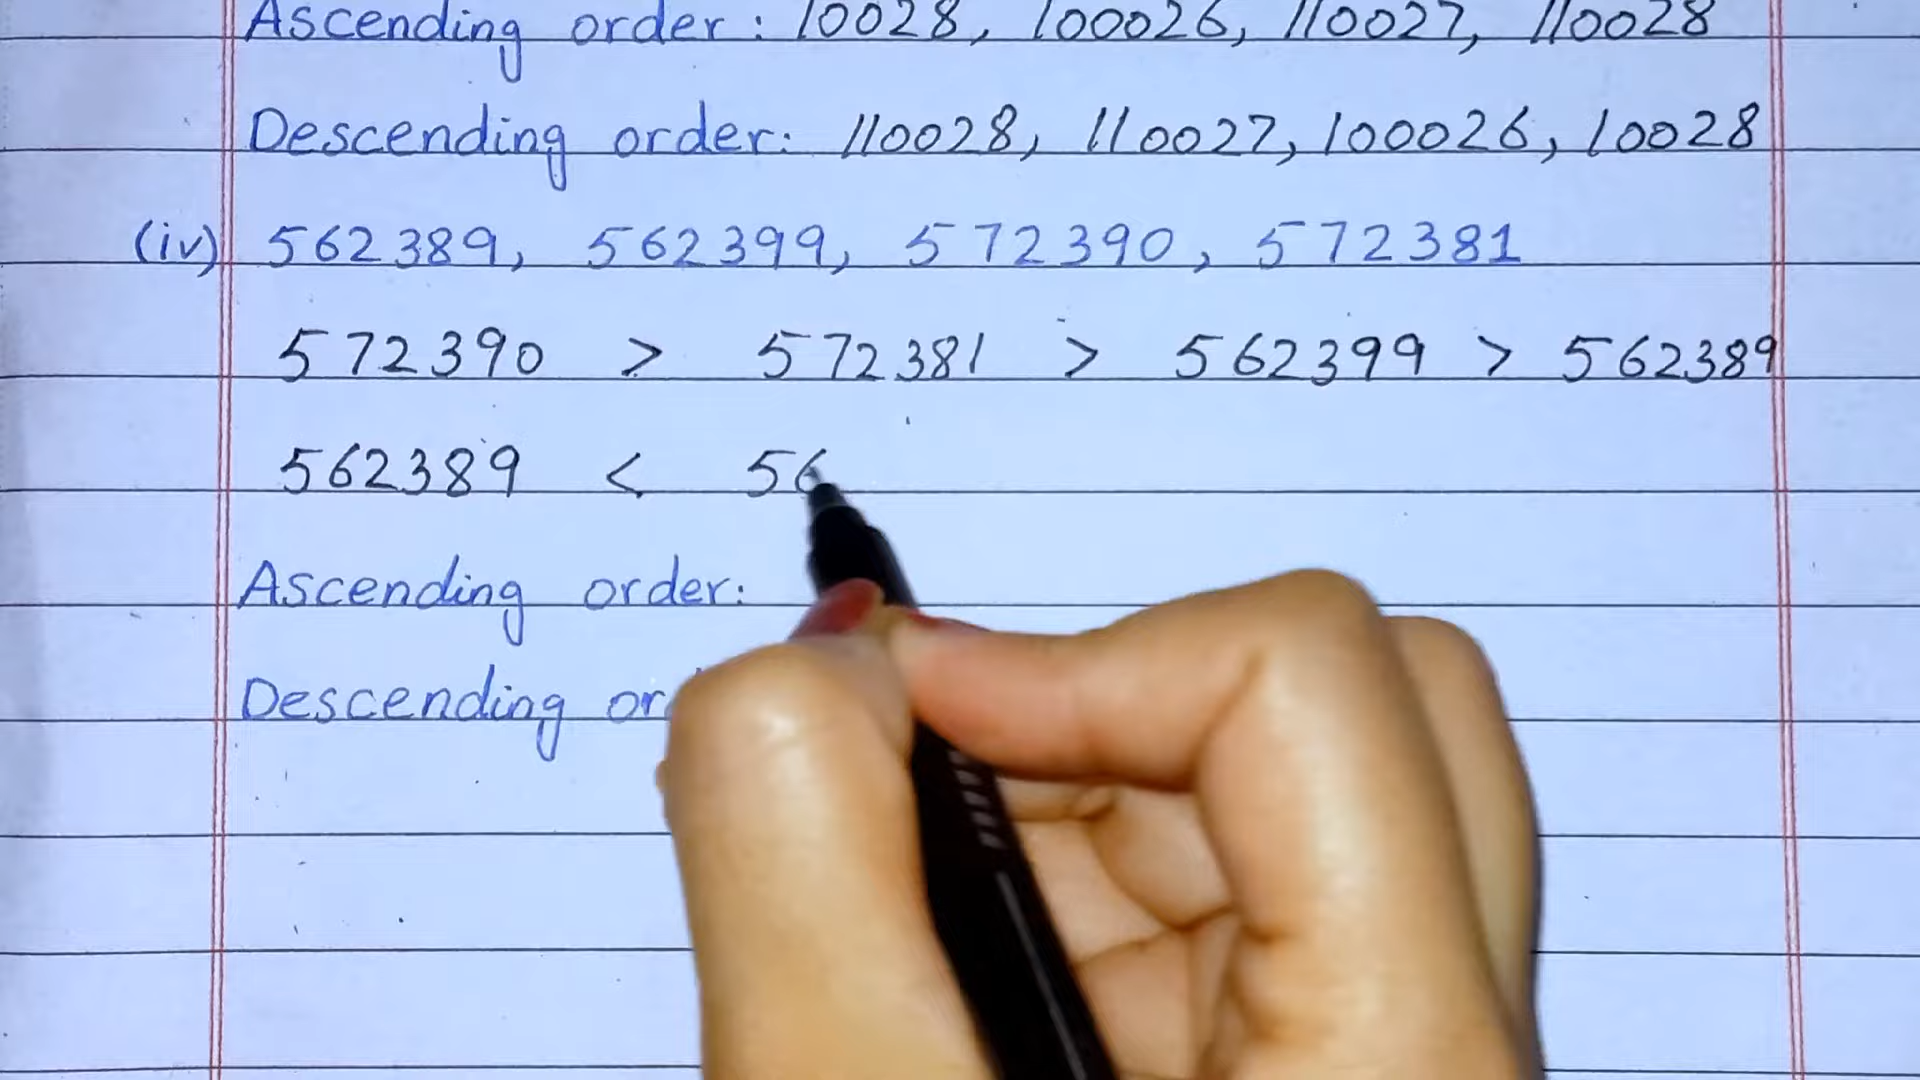 Ascending order: 10028, 100026, 110027, 110028
Descending order: 110028, 110027, 100026, 10028
(iv) 562389, 562399, 572390, 572381
572390 > 572381 > 562399 > 562389
562389 < 56
Ascending order:
Descending or